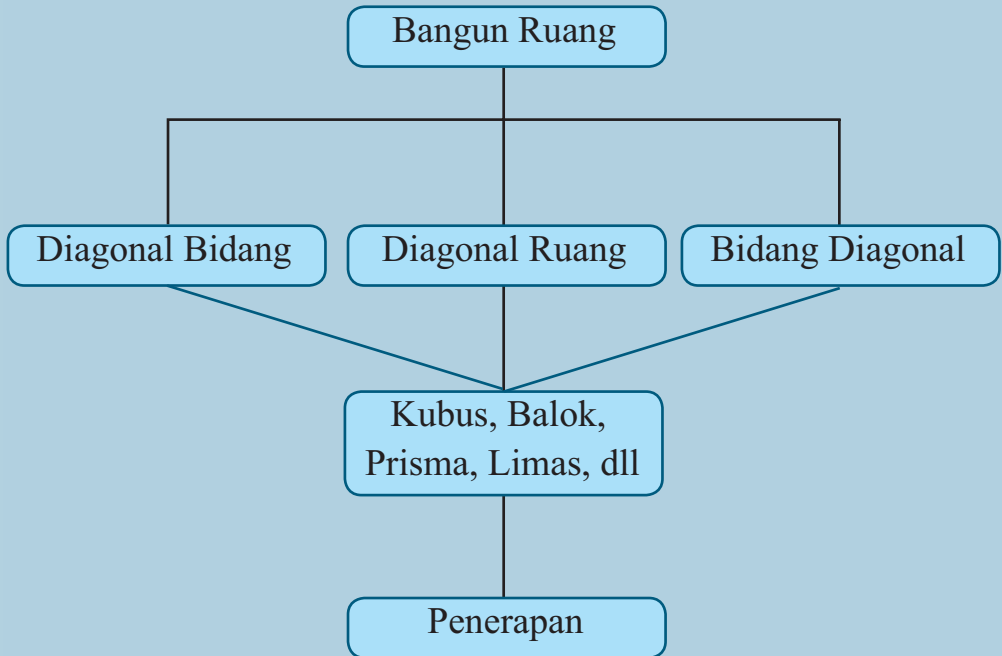 Bangun Ruang
Diagonal Bidang
Diagonal Ruang
Bidang Diagonal
Kubus, Balok,
Prisma, Limas, dll
Penerapan